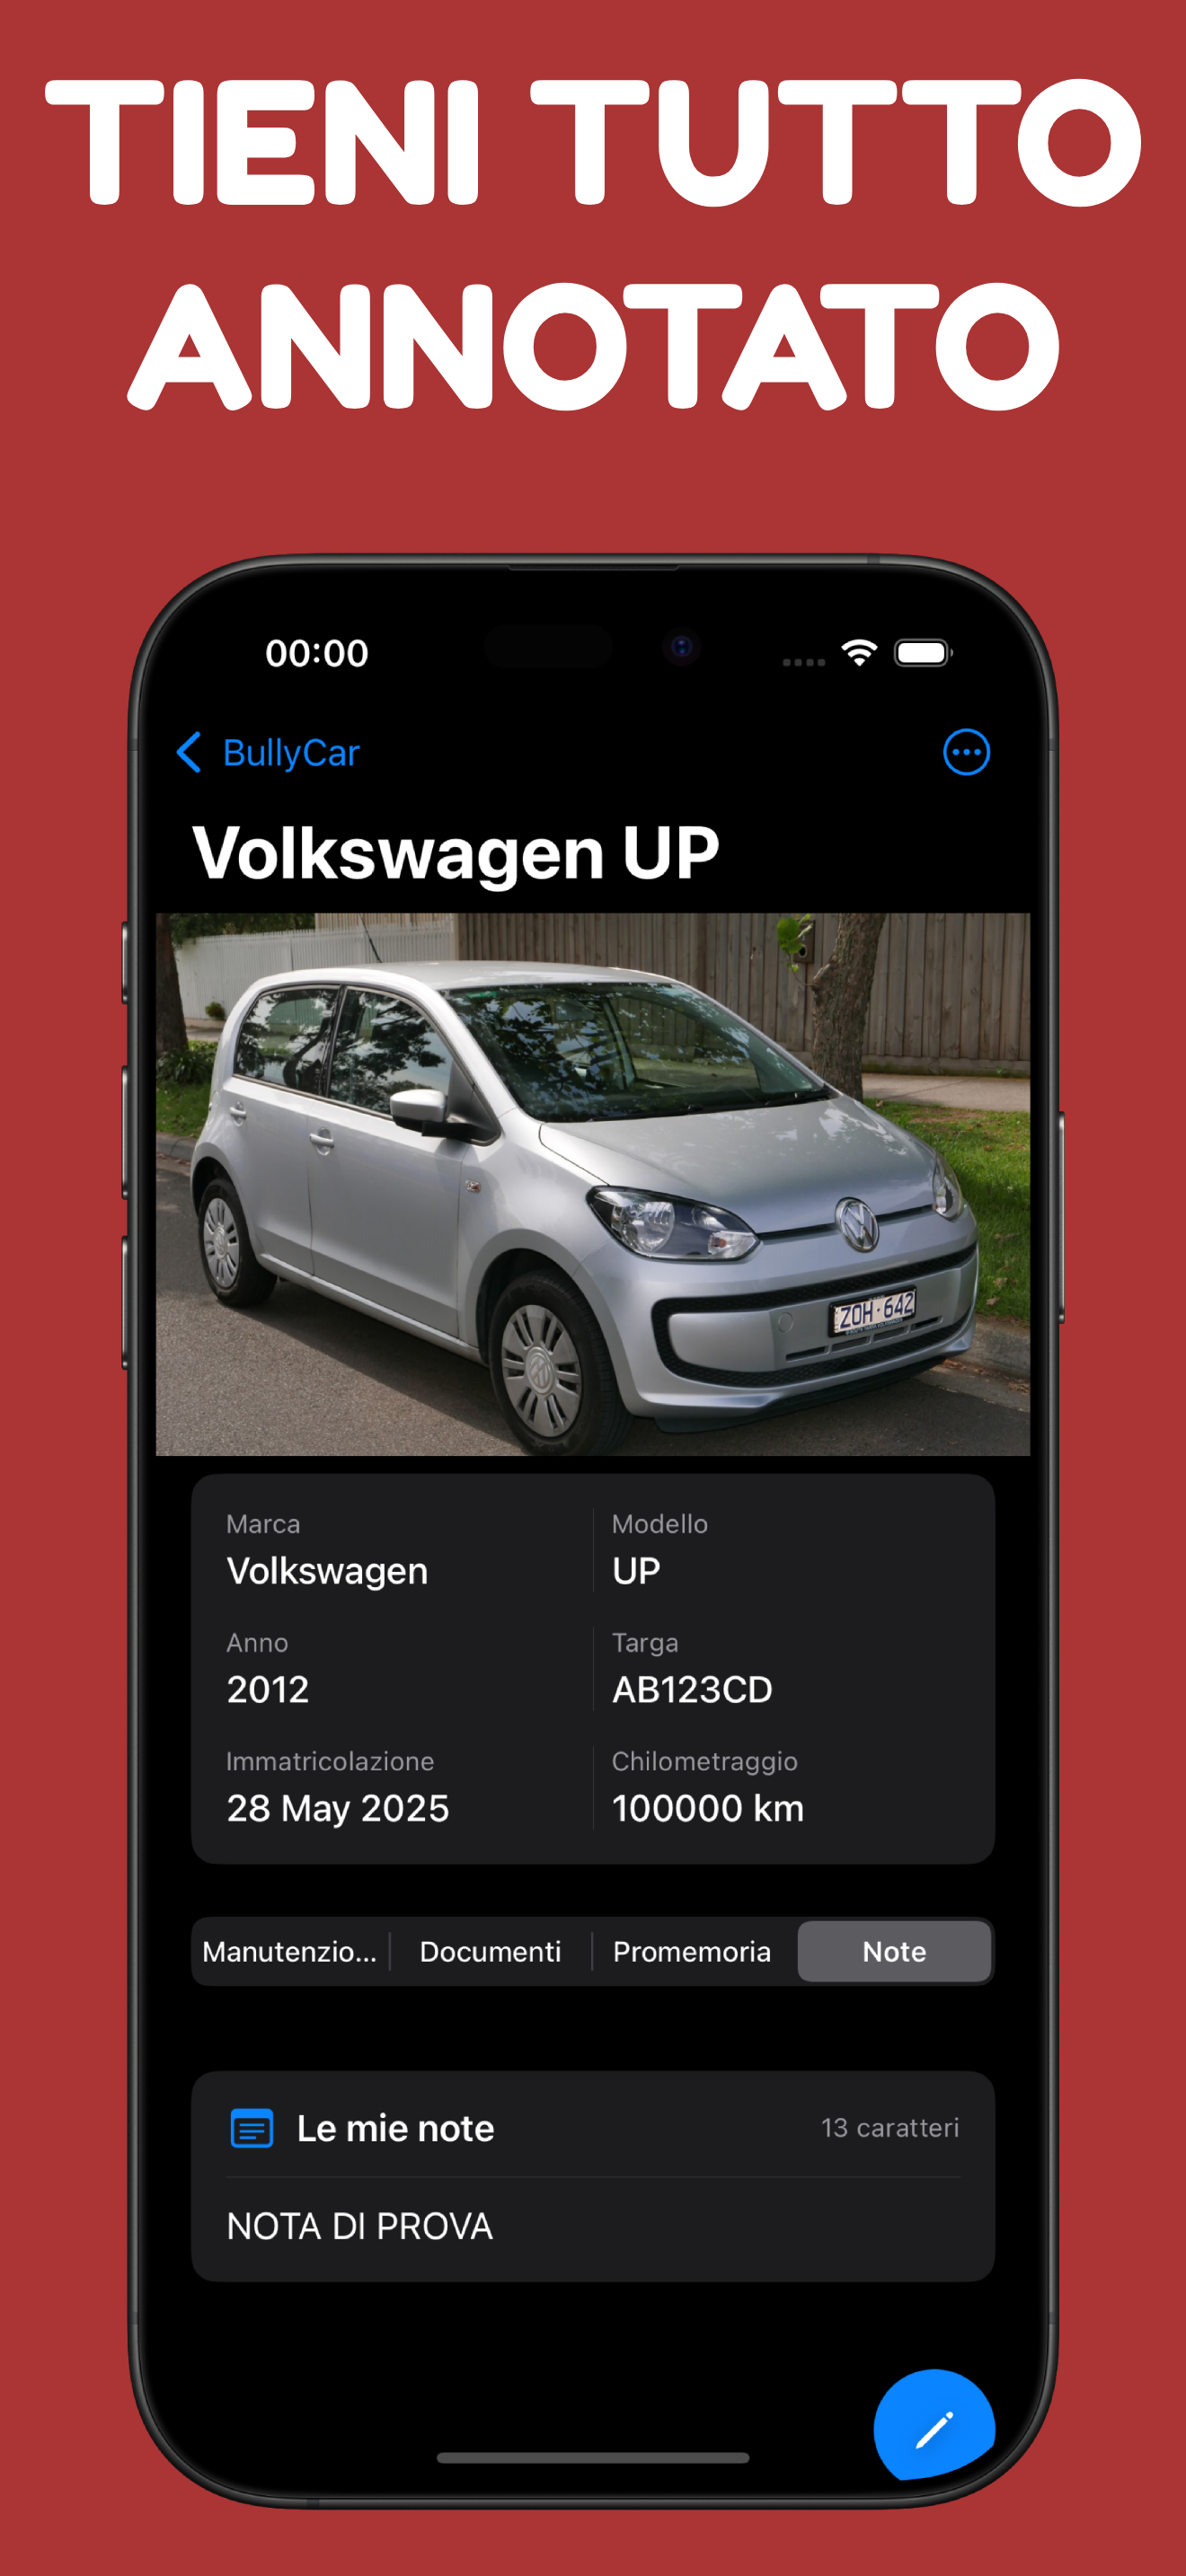 TIENI TUTTO
ANNOTATO
00:00
BullyCar
Volkswagen UP
ZOH·642
Marca
Modello
Volkswagen
UP
Anno
Targa
2012
AB123CD
Immatricolazione
Chilometraggio
28 May 2025
100000 km
Manutenzio...
Documenti
Promemoria
Note
Le mie note
13 caratteri
NOTA DI PROVA